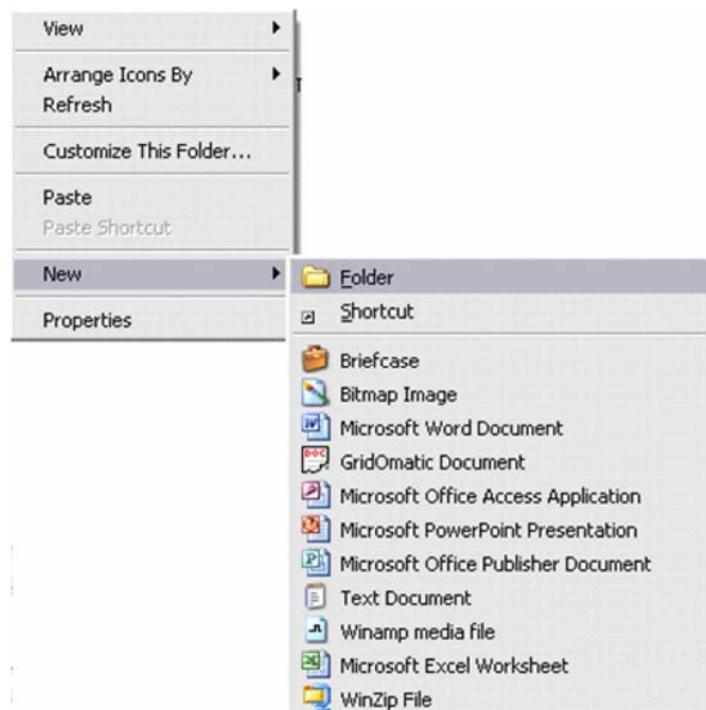 View
Arrange Icons By
Refresh
Customize This Folder...
Paste
Paste Shortcut
New
Properties
Folder
Shortcut
Briefcase
Bitmap Image
Microsoft Word Document
GridOmatic Document
Microsoft Office Access Application
Microsoft PowerPoint Presentation
Microsoft Office Publisher Document
Text Document
Winamp media file
Microsoft Excel Worksheet
WinZip File